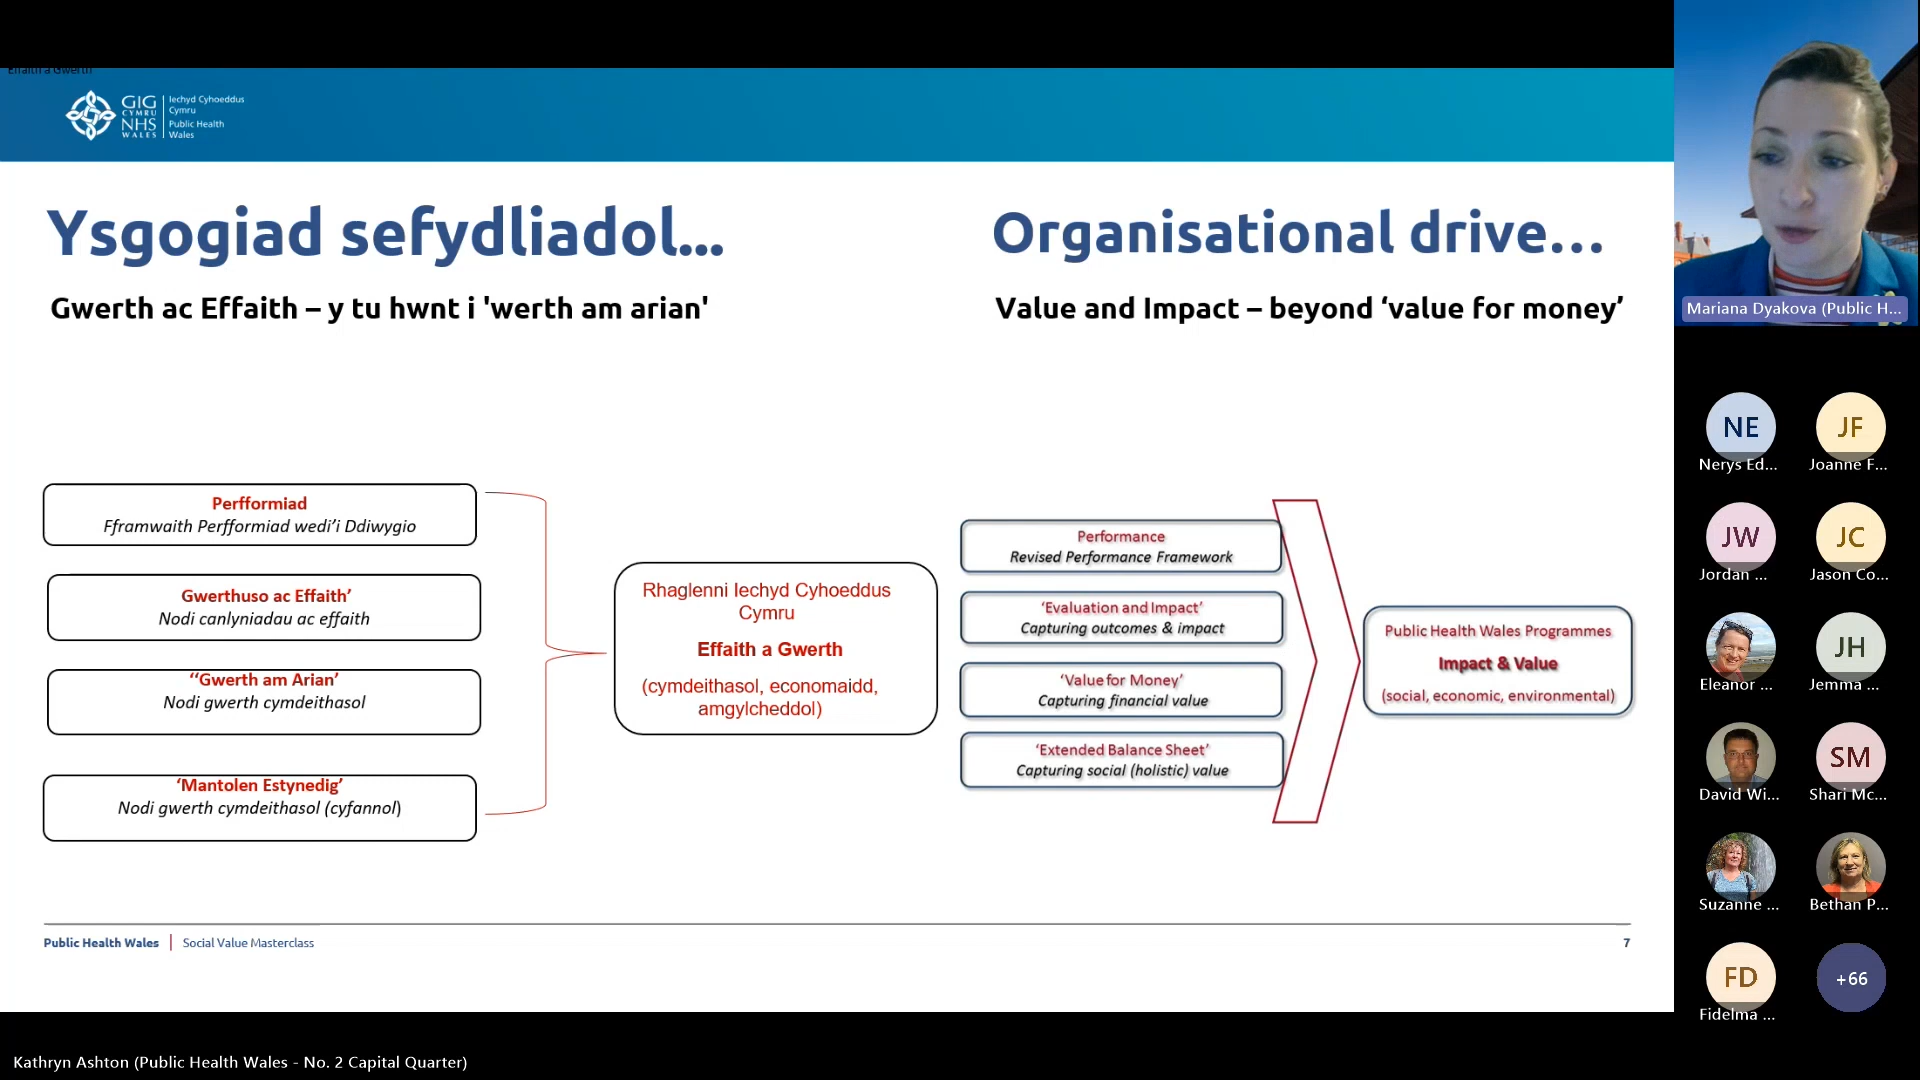 Effaith a Gwerth
GIG
CYMRU
NHS
WALES
Iechyd Cyhoeddus
Cymru
Public Health
Wales
Ysgogiad sefydliadol...
Gwerth ac Effaith – y tu hwnt i 'werth am arian'
Perfformiad
Fframwaith Perfformiad wedi’i Ddiwygio
Gwerthuso ac Effaith’
Nodi canlyniadau ac effaith
‘‘Gwerth am Arian’
Nodi gwerth cymdeithasol
‘Mantolen Estynedig’
Nodi gwerth cymdeithasol (cyfannol)
Rhaglenni Iechyd Cyhoeddus
Cymru
Effaith a Gwerth
(cymdeithasol, economaidd,
amgylcheddol)
Organisational drive...
Value and Impact – beyond ‘value for money’
Performance
Revised Performance Framework
‘Evaluation and Impact’
Capturing outcomes & impact
‘Value for Money’
Capturing financial value
‘Extended Balance Sheet’
Capturing social (holistic) value
Public Health Wales Programmes
Impact & Value
(social, economic, environmental)
Public Health Wales | Social Value Masterclass
7
Mariana Dyakova (Public H...
NE
Nerys Ed...
JF
Joanne F...
JW
Jordan ...
JC
Jason Co...
Eleanor ...
JH
Jemma ...
David Wi...
SM
Shari Mc...
Suzanne ...
Bethan P...
FD
Fidelma ...
+66
Kathryn Ashton (Public Health Wales - No. 2 Capital Quarter)